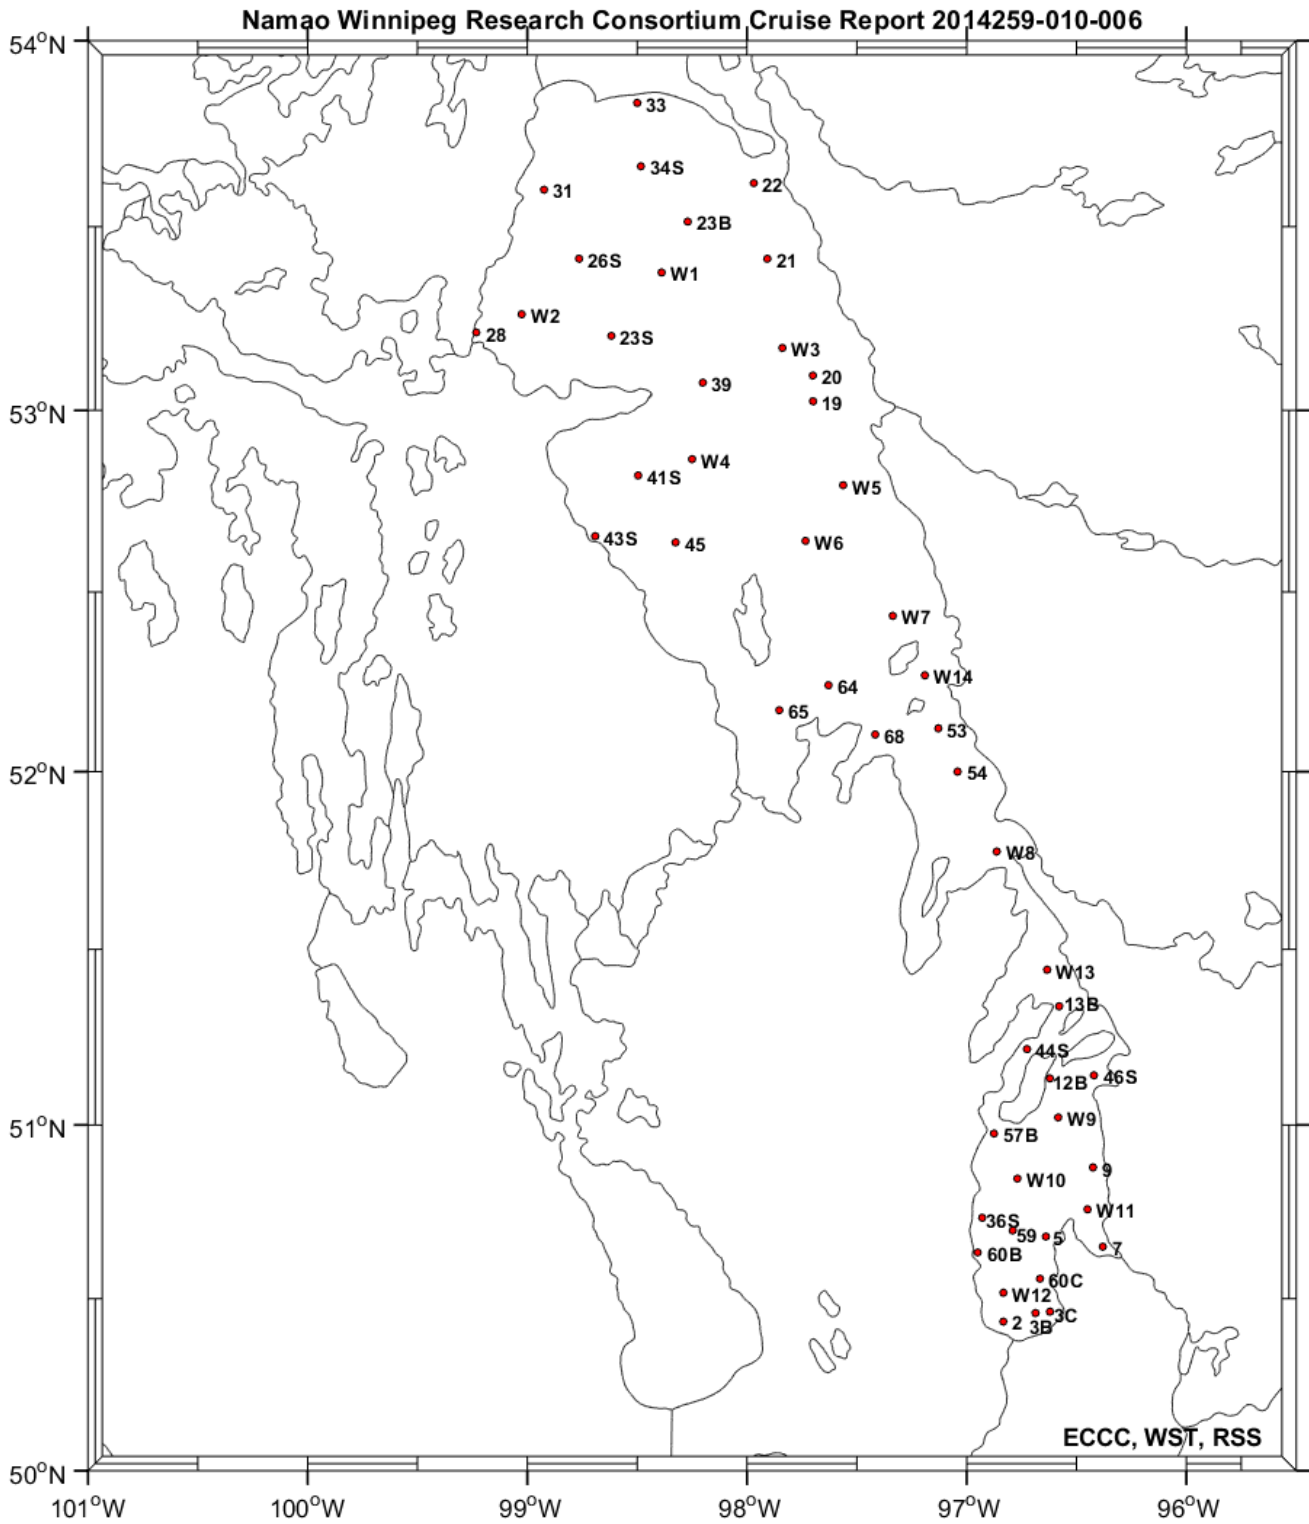 Namao Winnipeg Research Consortium Cruise Report 2014259-010-006
54°N
33
34S
22
31
23B
26S
21
W1
W2
28
23S
W3
20
39
53°N
19
W4
41S
W5
43S
45
W6
W7
W14
64
65
53
68
52°N
54
W8
W13
13B
44S
46S
12B
W9
51°N
57B
9
W10
W11
36S
59
5
7
60B
60C
W12
3C
2
3B
ECCC, WST, RSS
50°N
101°W 100°W 99°W 98°W 97°W 96°W